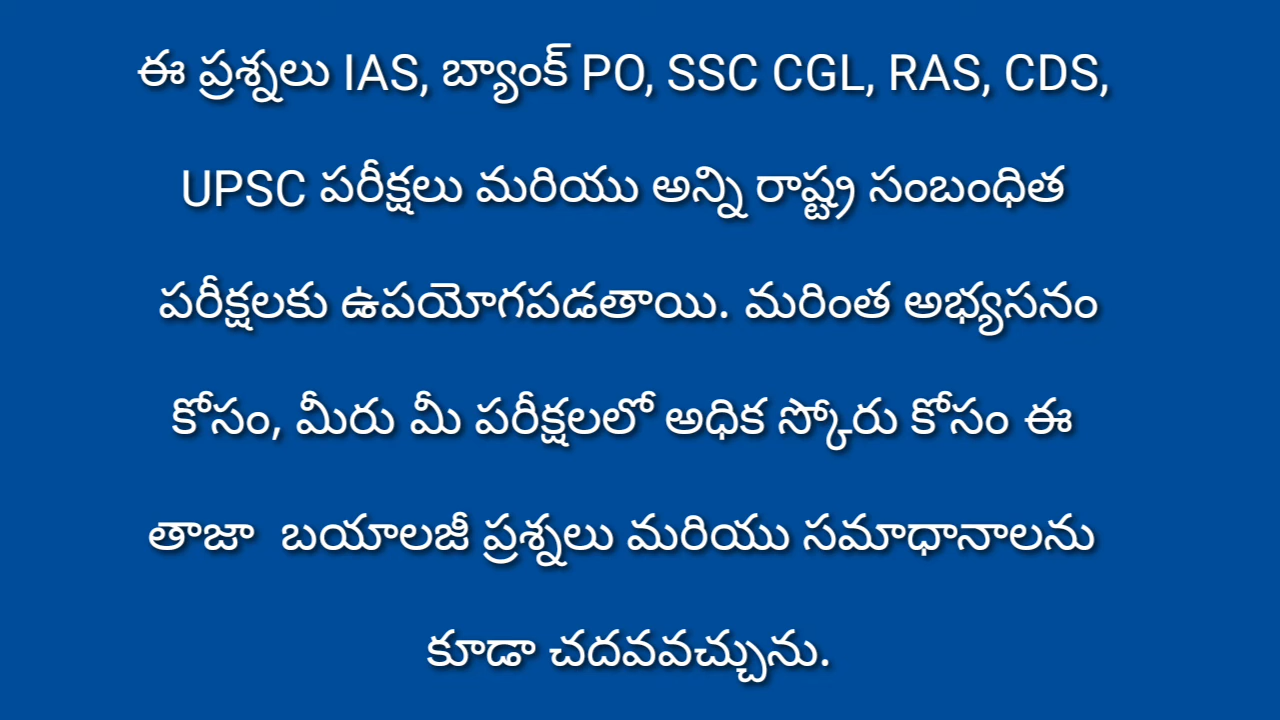 ఈ ప్రశ్నలు IAS, బ్యాంక్ PO, SSC CGL, RAS, CDS,
UPSC పరీక్షలు మరియు అన్ని రాష్ట్ర సంబంధిత
పరీక్షలకు ఉపయోగపడతాయి. మరింత అభ్యసనం
కోసం, మీరు మీ పరీక్షలలో అధిక స్కోరు కోసం ఈ
తాజా  బయాలజీ ప్రశ్నలు మరియు సమాధానాలను
కూడా చదవవచ్చును.